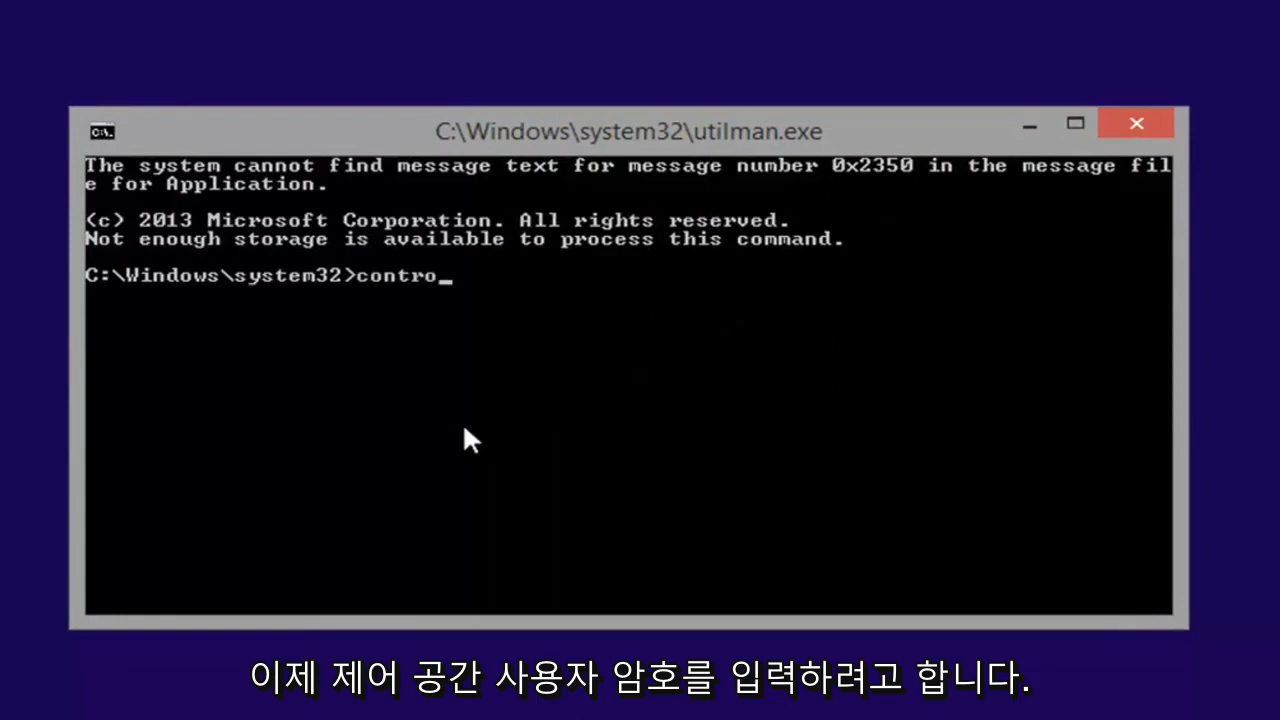 C:\Windows\system32\utilman.exe
The system cannot find message text for message number 0x2350 in the message fil
e for Application.
(c) 2013 Microsoft Corporation. All rights reserved.
Not enough storage is available to process this command.
C:\Windows\system32>contro_
이제 제어 공간 사용자 암호를 입력하려고 합니다.